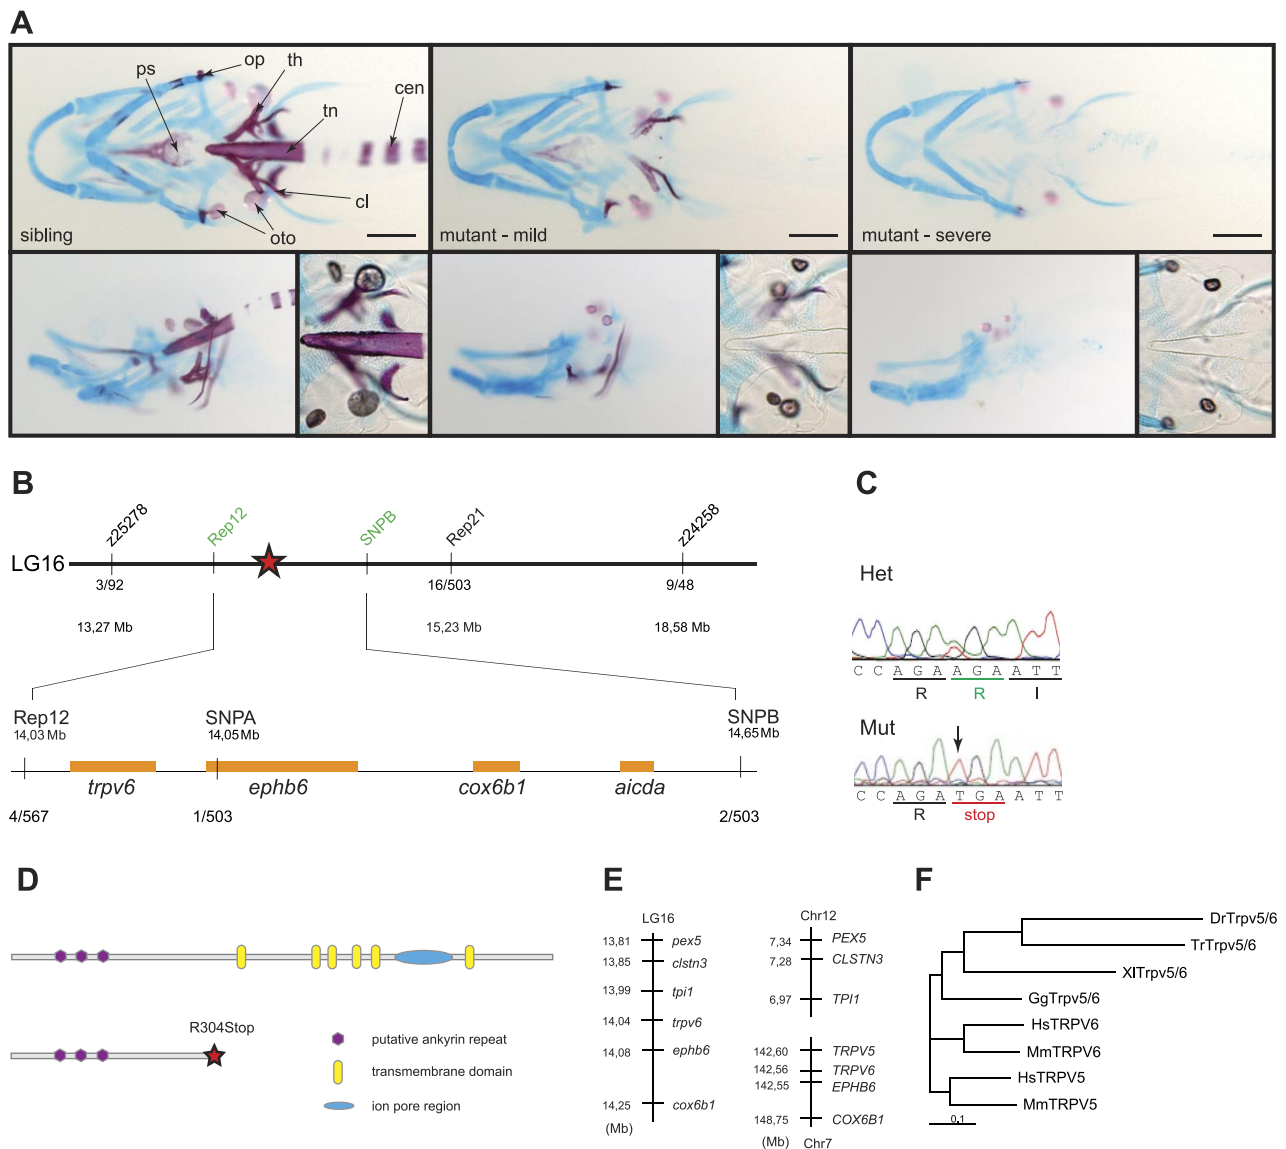 A
ps
op
th
cen
tn
cl
oto
sibling
mutant - mild
mutant - severe
B
z25278
Rep12
SNPB
Rep21
z24258
LG16
3/92
16/503
9/48
13,27 Mb
15,23 Mb
18,58 Mb
Rep12
14,03 Mb
SNPA
14,05 Mb
SNPB
14,65 Mb
trpv6
ephb6
cox6b1
aicda
4/567
1/503
2/503
C
Het
C C A G A A G A A T T
R R I
Mut
C C A G A T G A A T T
R stop
D
R304Stop
putative ankyrin repeat
transmembrane domain
ion pore region
E
LG16
13,81 pex5
13,85 clstn3
13,99 tpi1
14,04 trpv6
14,08 ephb6
14,25 cox6b1
(Mb)
Chr12
7,34 PEX5
7,28 CLSTN3
6,97 TPI1
142,60 TRPV5
142,56 TRPV6
142,55 EPHB6
148,75 COX6B1
(Mb) Chr7
F
DrTrpv5/6
TrTrpv5/6
XlTrpv5/6
GgTrpv5/6
HsTRPV6
MmTRPV6
HsTRPV5
MmTRPV5
0.1